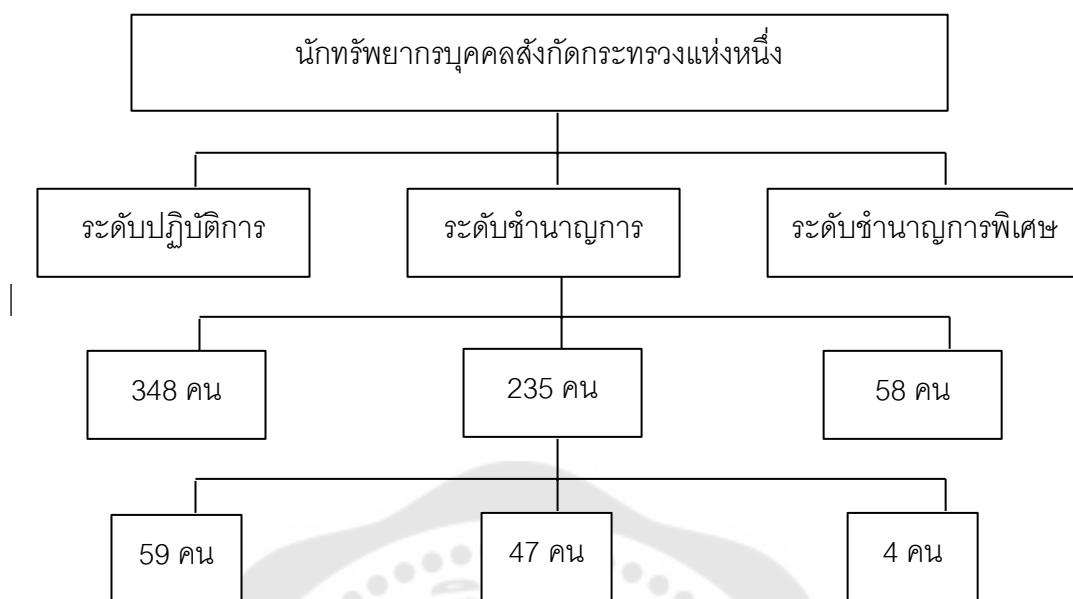 นักทรัพยากรบุคคลสังกัดกระทรวงแห่งหนึ่ง
ระดับปฏิบัติการ
ระดับชำนาญการ
ระดับชำนาญการพิเศษ
348 คน
235 คน
58 คน
59 คน
47 คน
4 คน